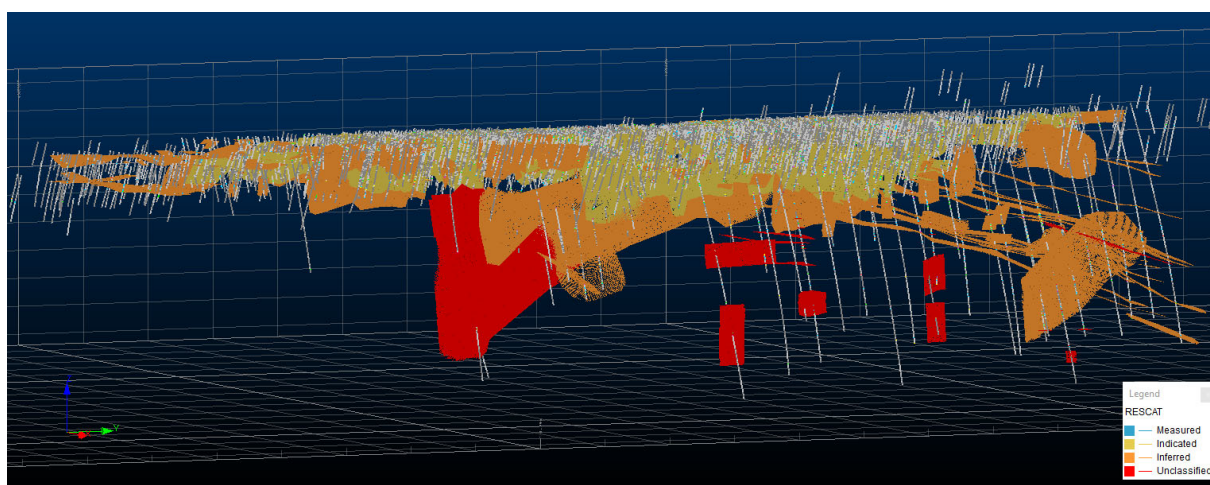 Y
Legend
RESCAT
Measured
Indicated
Inferred
Unclassified